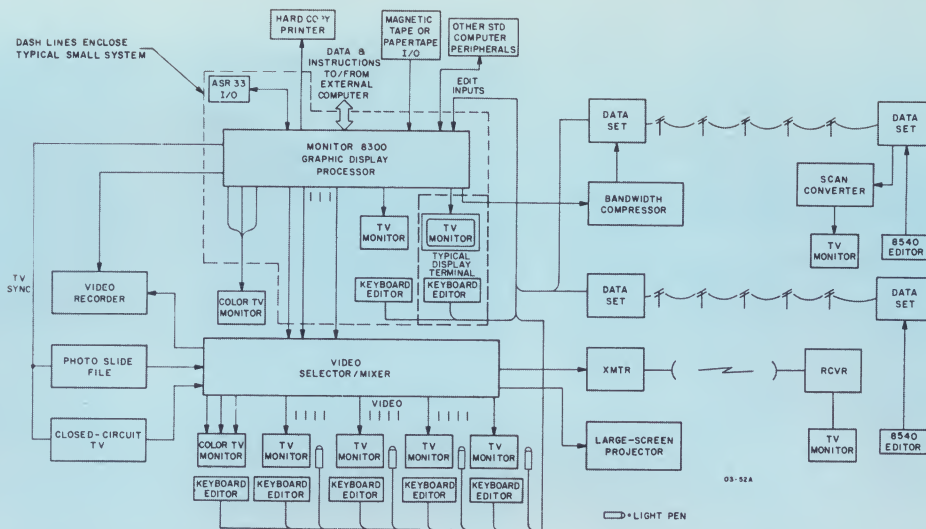 DASH LINES ENCLOSE
TYPICAL SMALL SYSTEM
HARD COPY
PRINTER
MAGNETIC
TAPE OR
PAPERTAPE
I/O
OTHER STD
COMPUTER
PERIPHERALS
DATA &
INSTRUCTIONS
TO/FROM
EXTERNAL
COMPUTER
ASR 33
I/O
EDIT
INPUTS
MONITOR 8300
GRAPHIC DISPLAY
PROCESSOR
DATA
SET
DATA
SET
BANDWIDTH
COMPRESSOR
SCAN
CONVERTER
TV
MONITOR
8540
EDITOR
TV
MONITOR
TV
MONITOR
TYPICAL
DISPLAY
TERMINAL
KEYBOARD
EDITOR
KEYBOARD
EDITOR
TV
SYNC
VIDEO
RECORDER
COLOR TV
MONITOR
DATA
SET
DATA
SET
PHOTO SLIDE
FILE
VIDEO
SELECTOR/MIXER
XMTR
RCVR
CLOSED-CIRCUIT
TV
VIDEO
COLOR TV
MONITOR
TV
MONITOR
TV
MONITOR
TV
MONITOR
TV
MONITOR
LARGE-SCREEN
PROJECTOR
TV
MONITOR
8540
EDITOR
KEYBOARD
EDITOR
KEYBOARD
EDITOR
KEYBOARD
EDITOR
KEYBOARD
EDITOR
KEYBOARD
EDITOR
03-52A
= LIGHT PEN